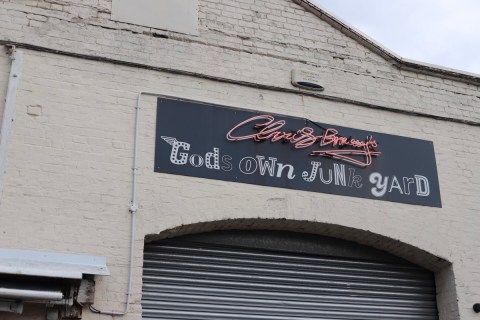 Chris Bracey's
Gods OWn JuNk YArD